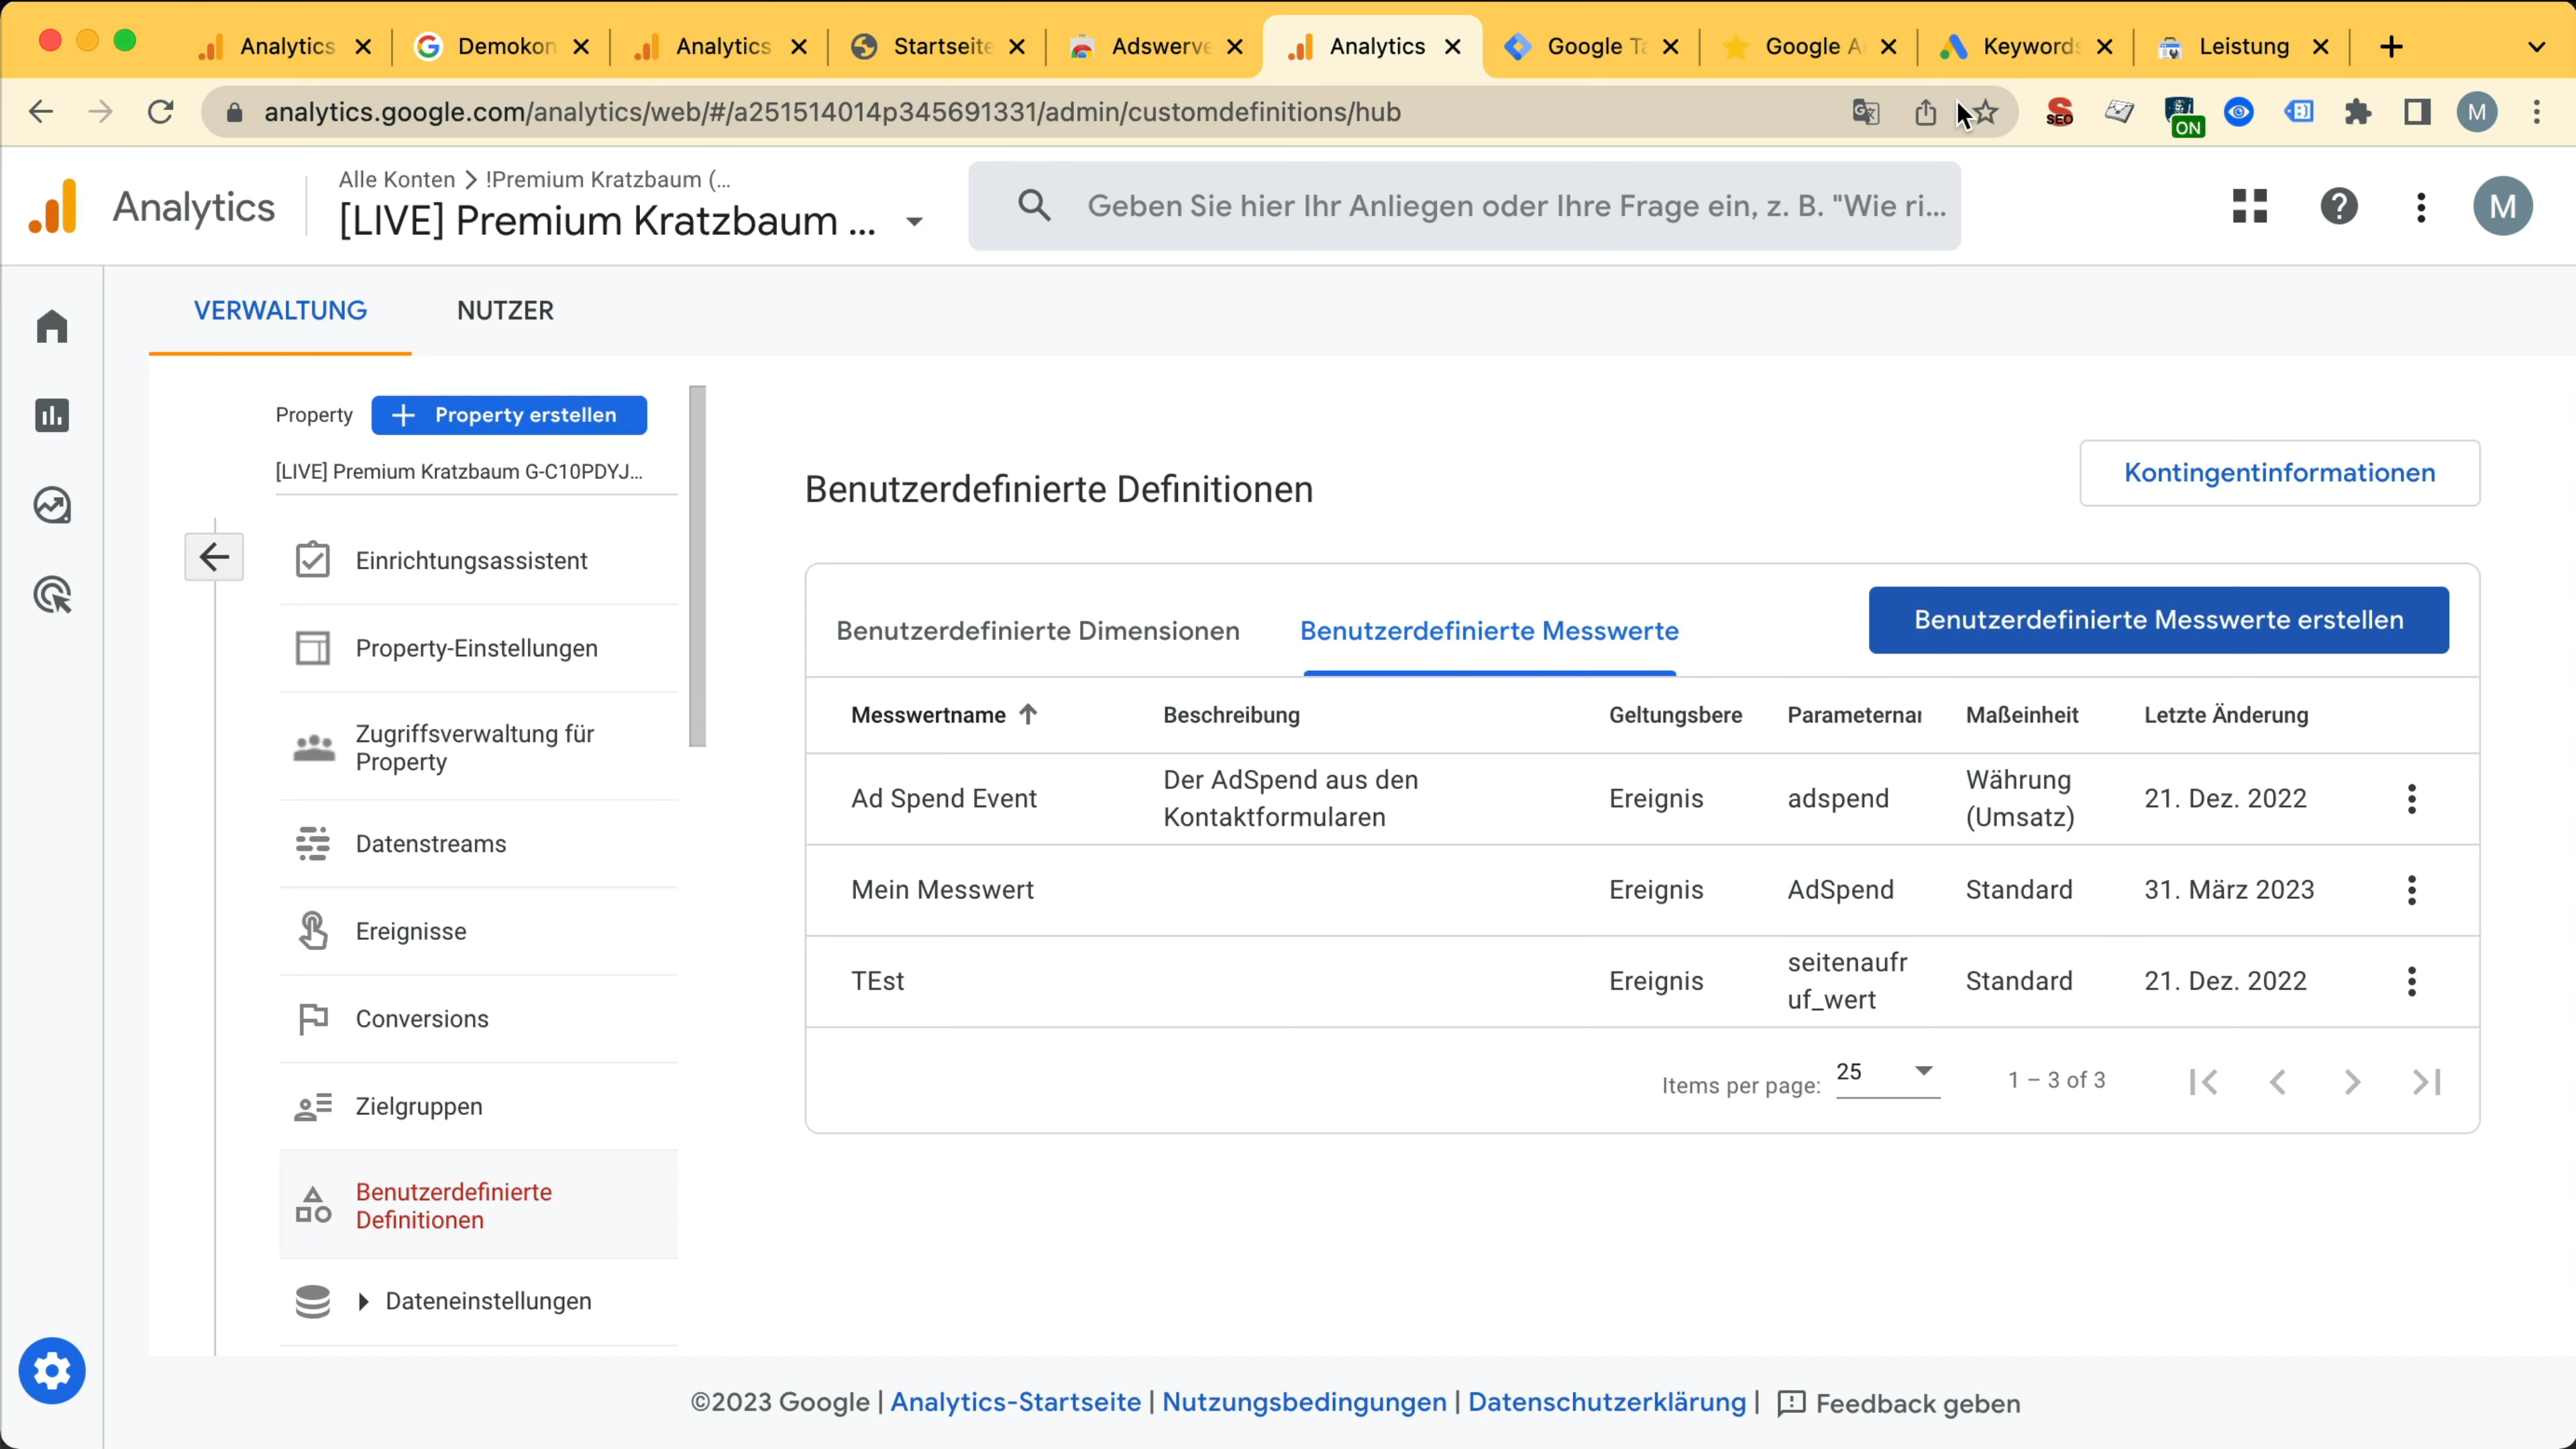 Analytics
Demokon
Analytics
Startseite
Adswerve
Analytics
Google Ta
Google A
Keywords
Leistung
analytics.google.com/analytics/web/#/a251514014p345691331/admin/customdefinitions/hub
SEO
ON
M
Analytics
Alle Konten > !Premium Kratzbaum (...
[LIVE] Premium Kratzbaum ...
Geben Sie hier Ihr Anliegen oder Ihre Frage ein, z. B. "Wie ri...
M
VERWALTUNG
NUTZER
Property
+ Property erstellen
[LIVE] Premium Kratzbaum G-C10PDYJ...
Einrichtungsassistent
Property-Einstellungen
Zugriffsverwaltung für
Property
Datenstreams
Ereignisse
Conversions
Zielgruppen
Benutzerdefinierte
Definitionen
Dateneinstellungen
Benutzerdefinierte Definitionen
Kontingentinformationen
Benutzerdefinierte Dimensionen
Benutzerdefinierte Messwerte
Benutzerdefinierte Messwerte erstellen
Messwertname Beschreibung Geltungsbere Parameternar Maßeinheit Letzte Änderung
Ad Spend Event
Der AdSpend aus den
Kontaktformularen
Ereignis
adspend
Währung
(Umsatz)
21. Dez. 2022
Mein Messwert Ereignis AdSpend Standard 31. März 2023
TEst
Ereignis
seitenaufr
uf_wert
Standard
21. Dez. 2022
Items per page: 25
1 – 3 of 3
©2023 Google | Analytics-Startseite | Nutzungsbedingungen | Datenschutzerklärung | Feedback geben